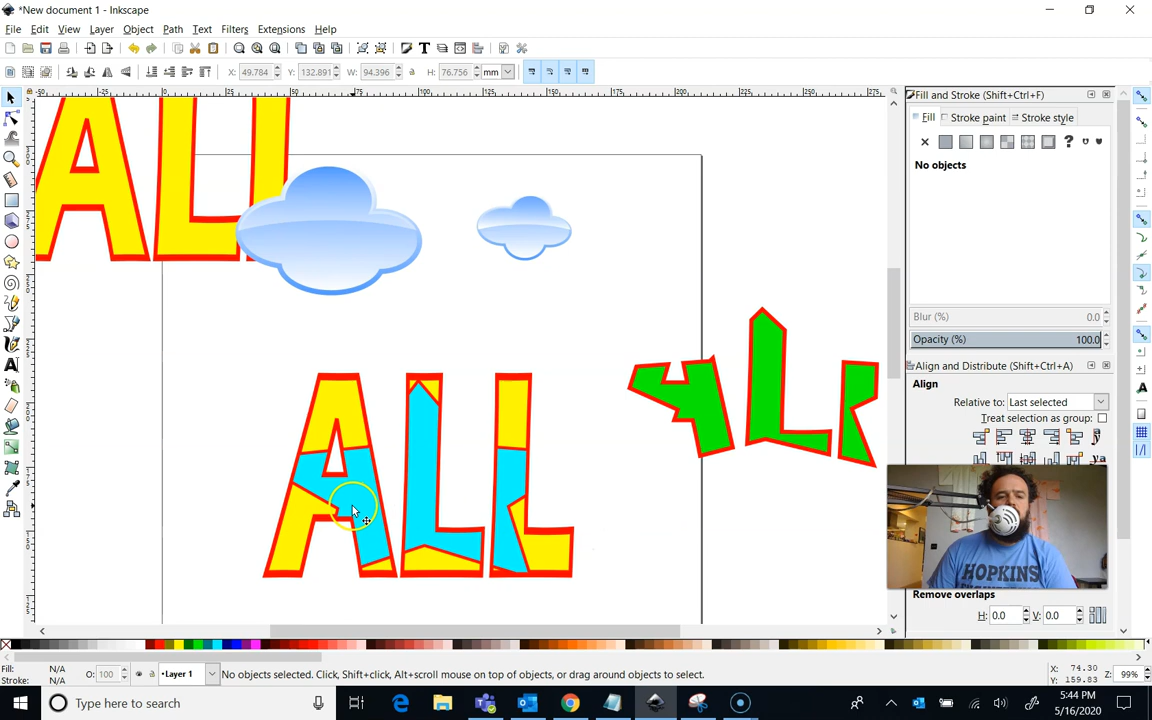 *New document 1 - Inkscape
File Edit View Layer Object Path Text Filters Extensions Help
X: 49.784 Y: 132.891 W: 94.396 H: 76.756 mm
Fill and Stroke (Shift+Ctrl+F)
Fill Stroke paint Stroke style
No objects
ALL
ALL
Blur (%) 0.0
Opacity (%) 100.0
Align and Distribute (Shift+Ctrl+A)
Align
Relative to: Last selected
Treat selection as group:
HOPKINS
Remove overlaps
H: 0.0 V: 0.0
Fill: N/A
Stroke: N/A
O: 100
•Layer 1
No objects selected. Click, Shift+click, Alt+scroll mouse on top of objects, or drag around objects to select.
X: 74.30
Y: 159.83
Z: 99%
Type here to search
5:44 PM
5/16/2020